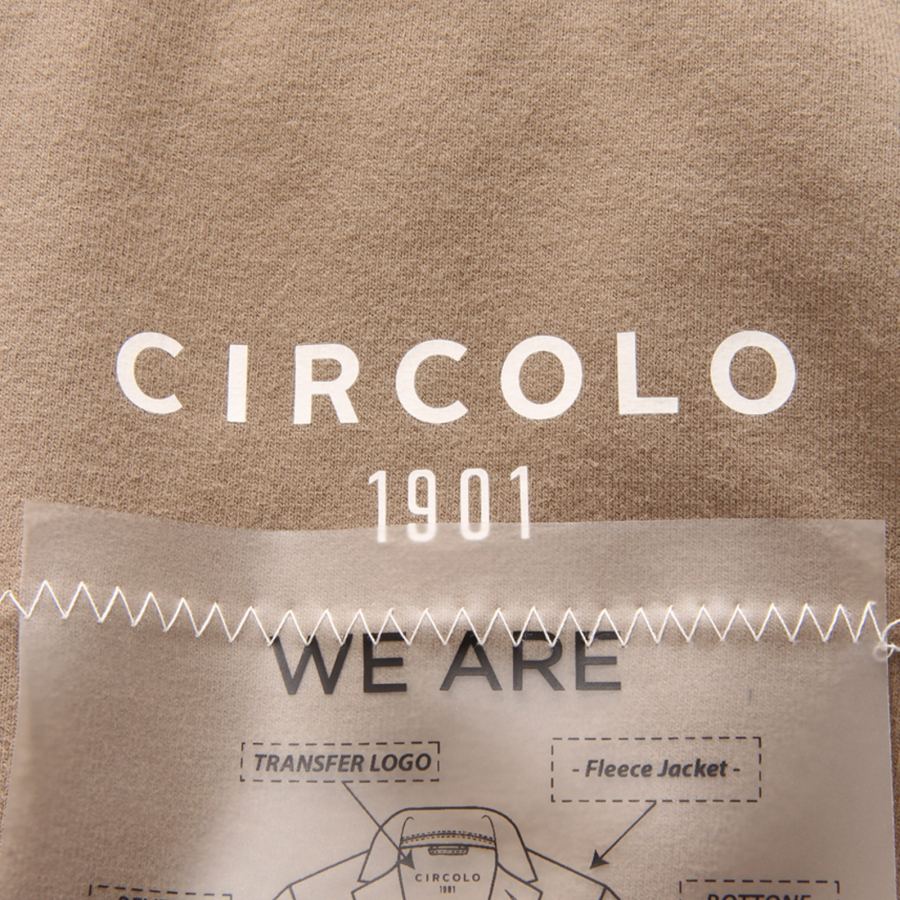 CIRCOLO
1901
WE ARE
TRANSFER LOGO
- Fleece Jacket -
CIRCOLO
1901